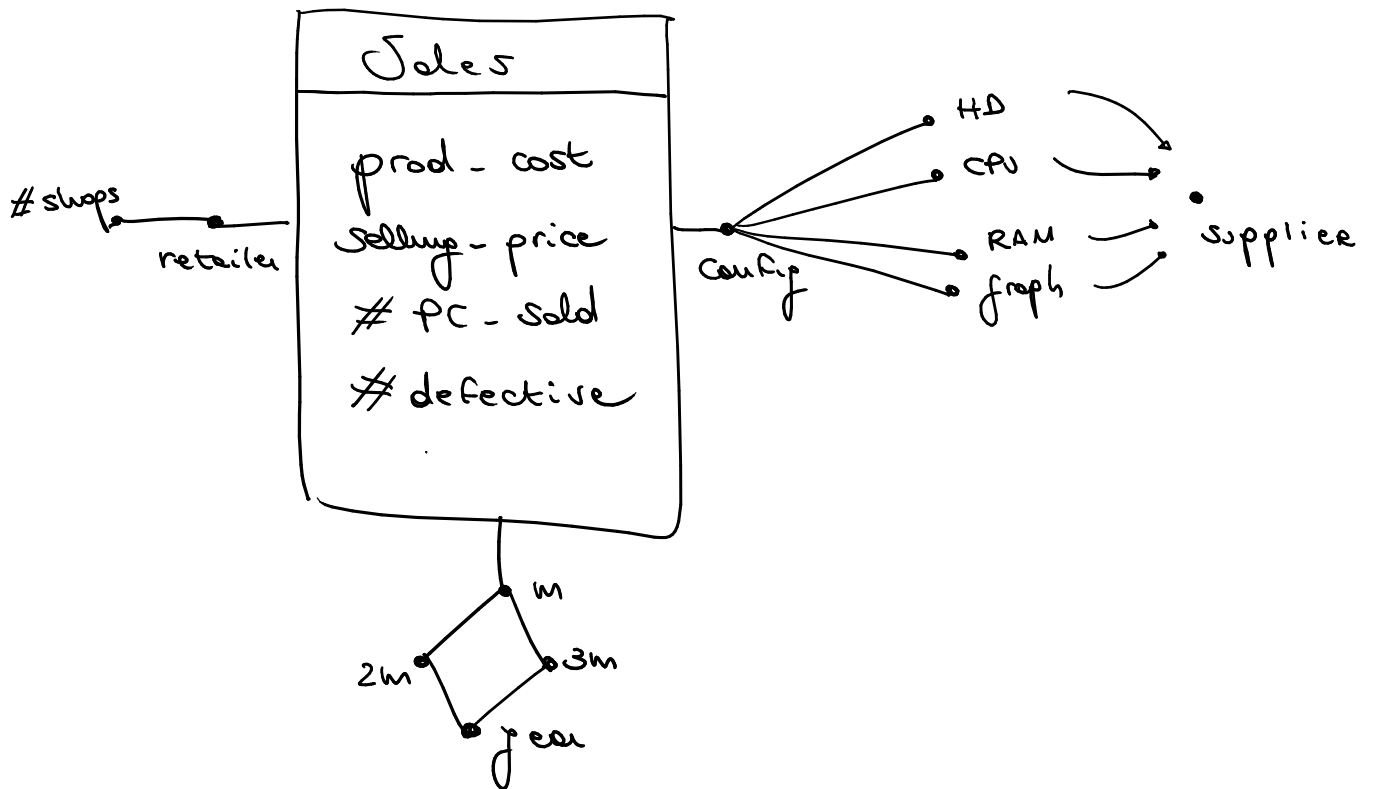 Sales
prod_cost
selling_price
# PC_sold
# defective
# shops
retailer
config
HD
CPU
RAM
graph
supplier
m
2m
3m
year